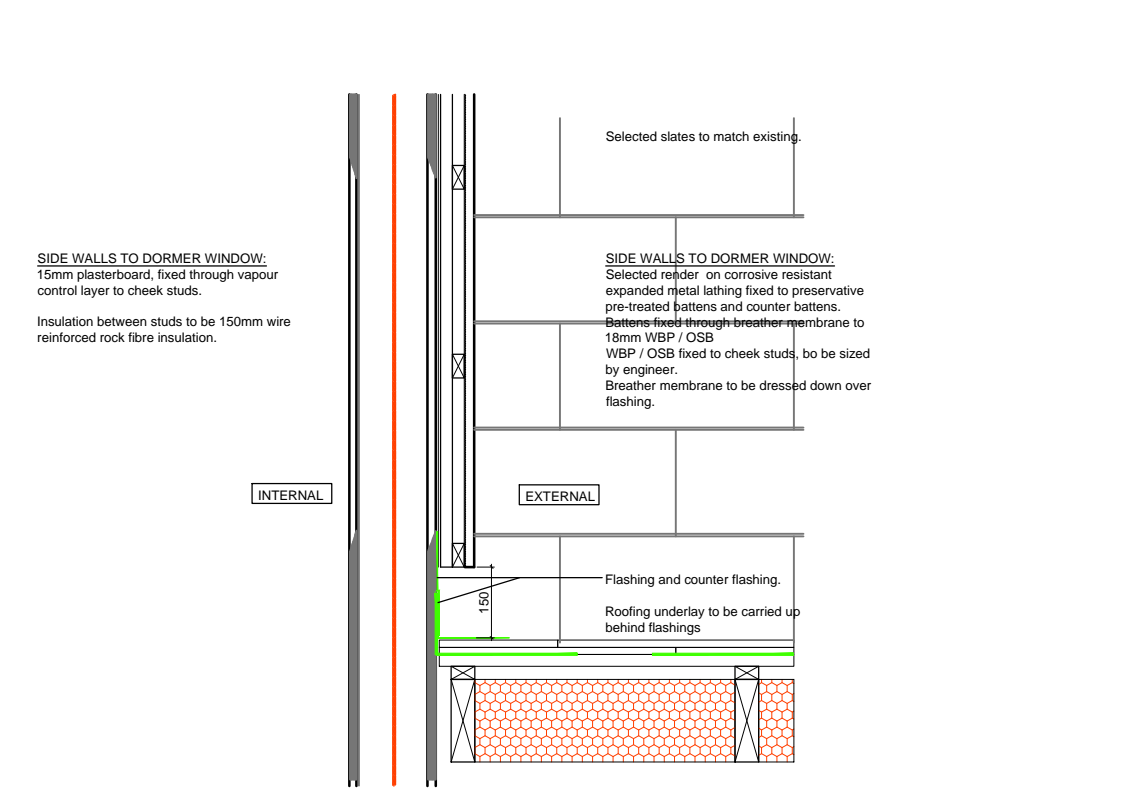 Selected slates to match existing.
SIDE WALLS TO DORMER WINDOW:
15mm plasterboard, fixed through vapour
control layer to cheek studs.
Insulation between studs to be 150mm wire
reinforced rock fibre insulation.
SIDE WALLS TO DORMER WINDOW:
Selected render on corrosive resistant
expanded metal lathing fixed to preservative
pre-treated battens and counter battens.
Battens fixed through breather membrane to
18mm WBP / OSB
WBP / OSB fixed to cheek studs, bo be sized
by engineer.
Breather membrane to be dressed down over
flashing.
INTERNAL
EXTERNAL
Flashing and counter flashing.
150
Roofing underlay to be carried up
behind flashings